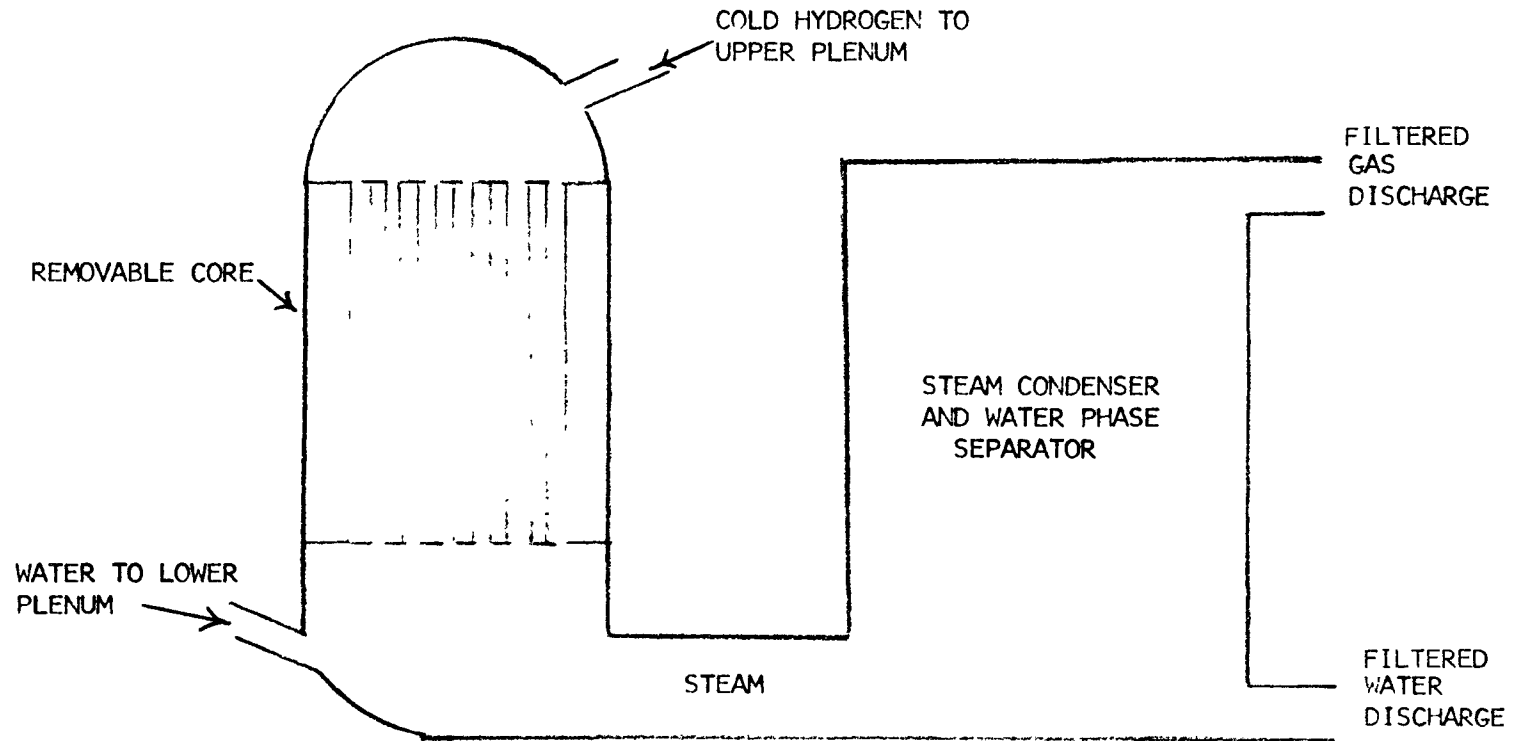 COLD HYDROGEN TO
UPPER PLENUM
FILTERED
GAS
DISCHARGE
REMOVABLE CORE
STEAM CONDENSER
AND WATER PHASE
SEPARATOR
WATER TO LOWER
PLENUM
STEAM
FILTERED
WATER
DISCHARGE